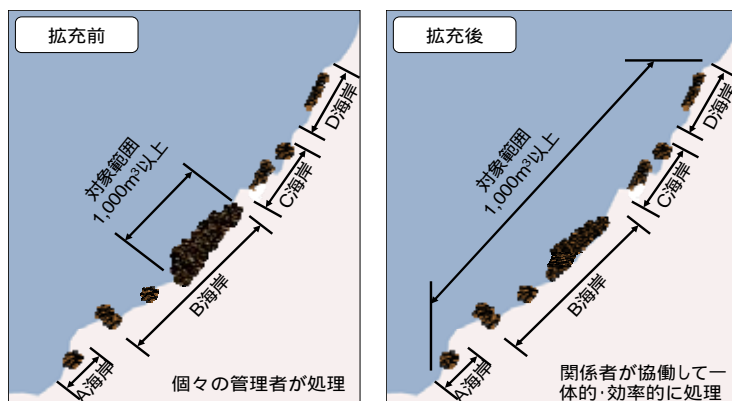 拡充前
対象範囲
1,000m³以上
D海岸
C海岸
B海岸
A海岸
個々の管理者が処理
拡充後
対象範囲
1,000m³以上
D海岸
C海岸
B海岸
A海岸
関係者が協働して一
体的・効率的に処理